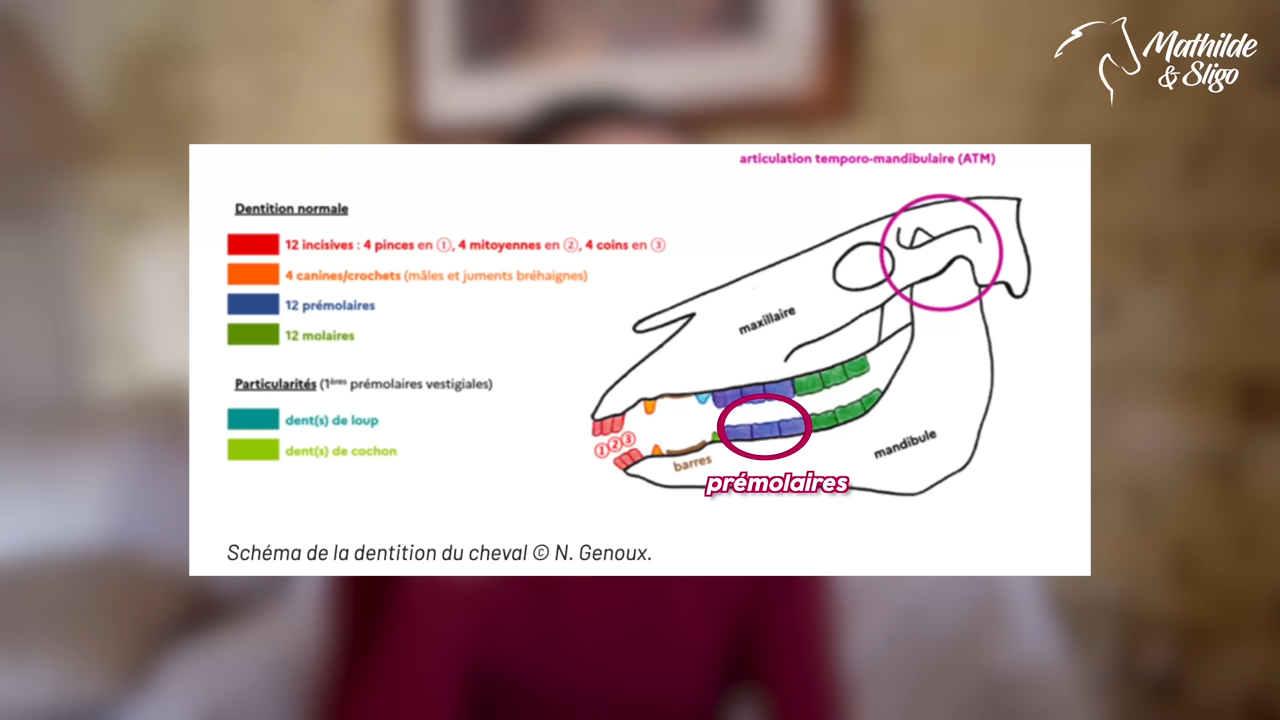 Mathilde
& Sligo
articulation temporo-mandibulaire (ATM)
Dentition normale
12 incisives : 4 pinces en ①, 4 mitoyennes en ②, 4 coins en ③
4 canines/crochets (mâles et juments bréhaignes)
12 prémolaires
12 molaires
Particularités (1ères prémolaires vestigiales)
dent(s) de loup
dent(s) de cochon
maxillaire
①②③
barres
mandibule
prémolaires
Schéma de la dentition du cheval © N. Genoux.